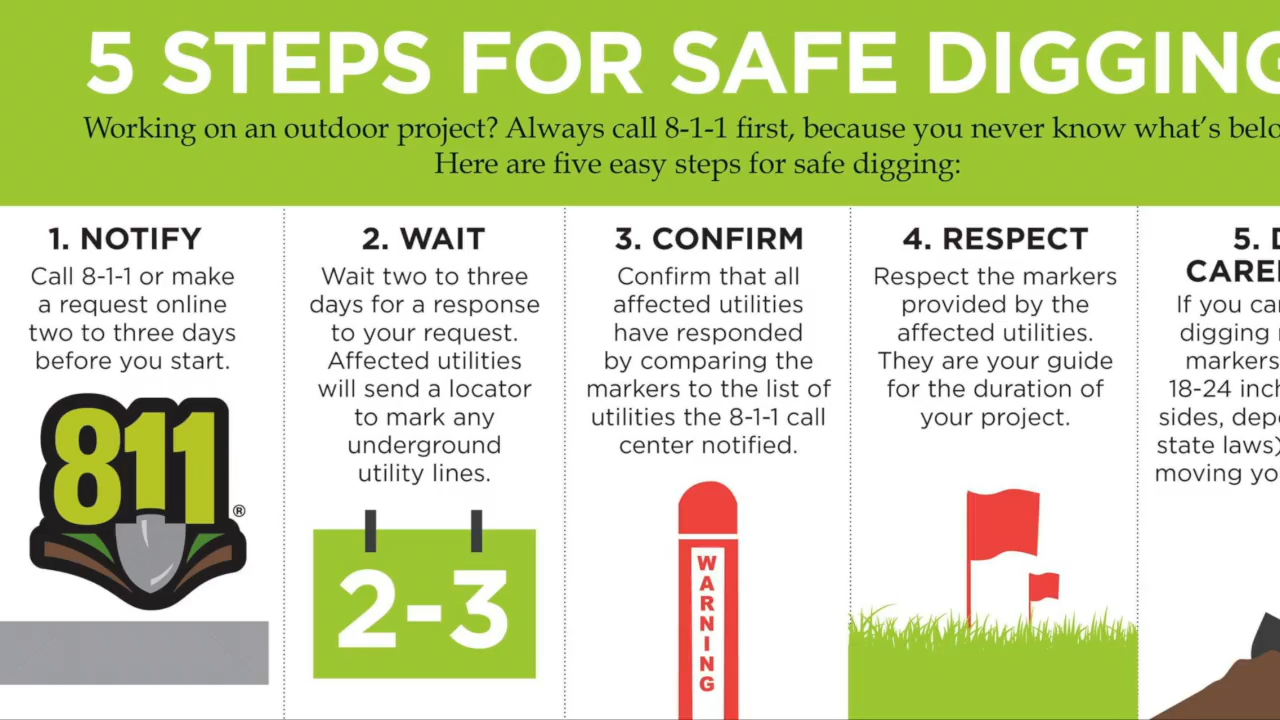 5 STEPS FOR SAFE DIGGING
Working on an outdoor project? Always call 8-1-1 first, because you never know what's belo
Here are five easy steps for safe digging:
1. NOTIFY
Call 8-1-1 or make
a request online
two to three days
before you start.
811
®
2. WAIT
Wait two to three
days for a response
to your request.
Affected utilities
will send a locator
to mark any
underground
utility lines.
2-3
3. CONFIRM
Confirm that all
affected utilities
have responded
by comparing the
markers to the list of
utilities the 8-1-1 call
center notified.
WARNING
4. RESPECT
Respect the markers
provided by the
affected utilities.
They are your guide
for the duration of
your project.
5. D
CARE
If you ca
digging
markers
18-24 inc
sides, dep
state laws)
moving yo